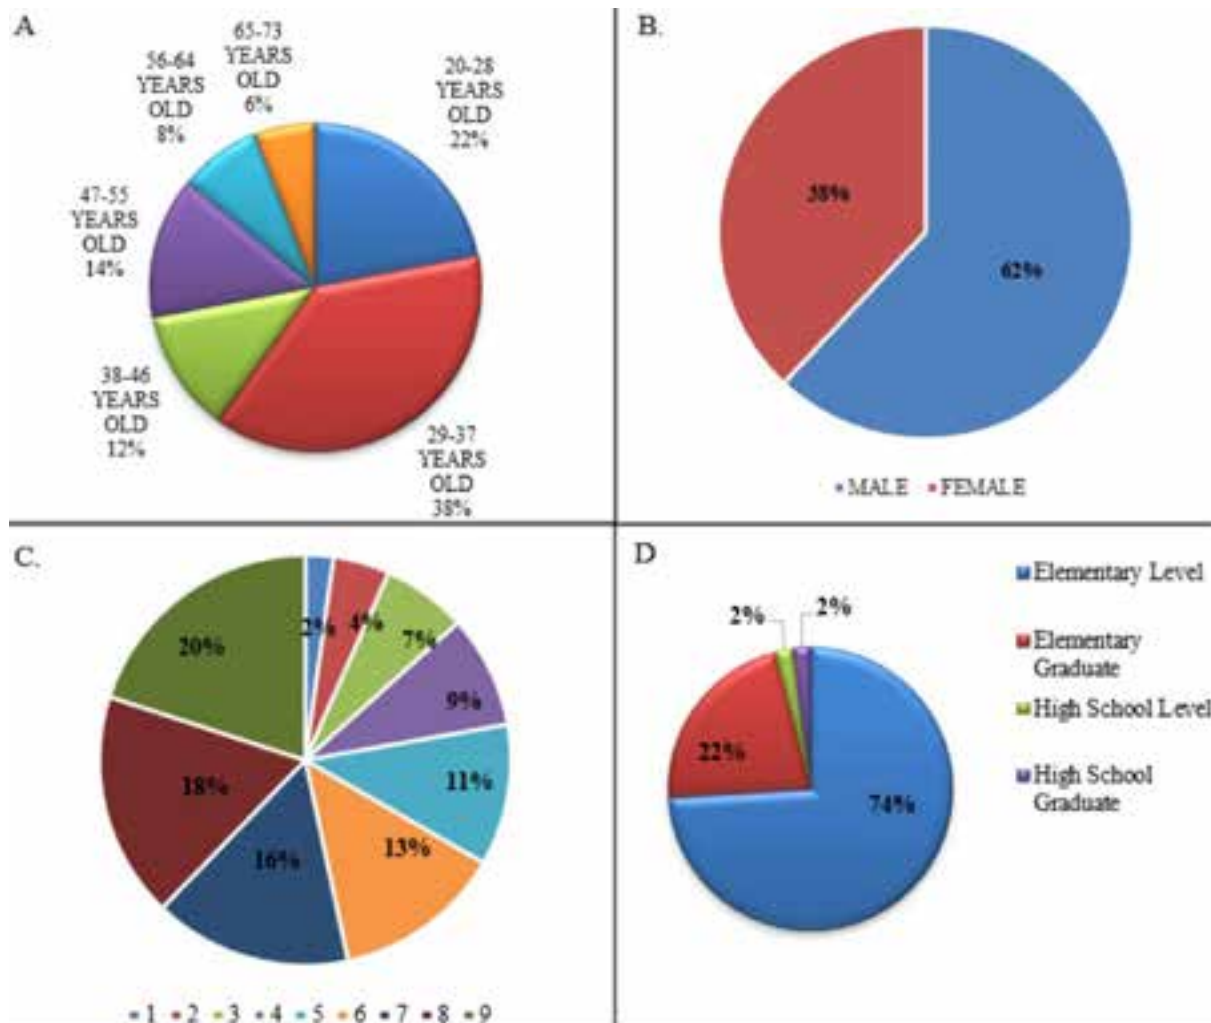 A
65-73
YEARS
OLD
6%
56-64
YEARS
OLD
8%
20-28
YEARS
OLD
22%
47-55
YEARS
OLD
14%
38-46
YEARS
OLD
12%
29-37
YEARS
OLD
38%
B.
38%
62%
MALE FEMALE
C.
2% 4% 7%
20%
9%
18%
11%
16%
13%
1 2 3 4 5 6 7 8 9
D
2% 2%
22%
74%
Elementary Level
Elementary
Graduate
High School Level
High School
Graduate